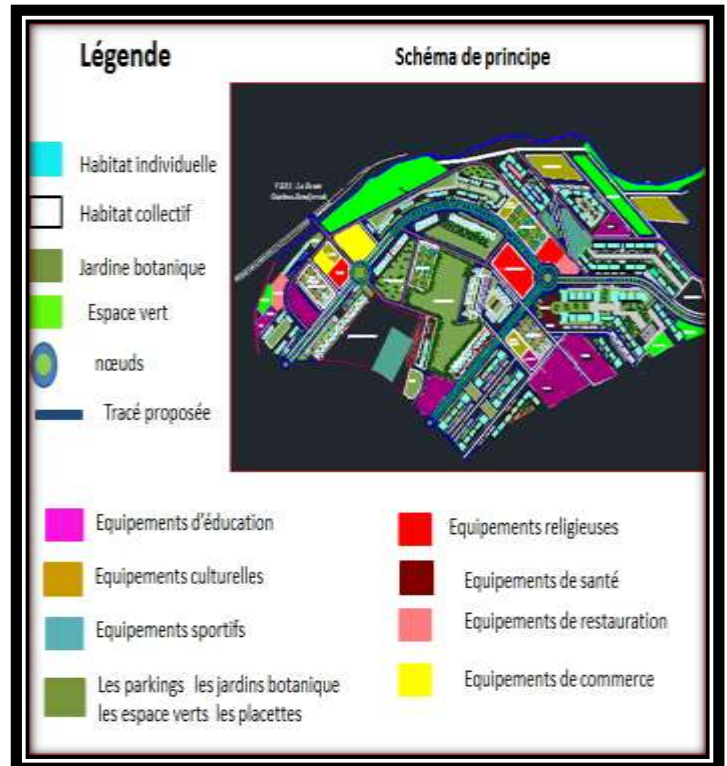 Légende
Schéma de principe
Habitat individuelle
Habitat collectif
Jardine botanique
Espace vert
nœuds
Tracé proposée
Equipements d'éducation
Equipements culturelles
Equipements sportifs
Les parkings les jardins botanique
les espace verts les placettes
Equipements religieuses
Equipements de santé
Equipements de restauration
Equipements de commerce